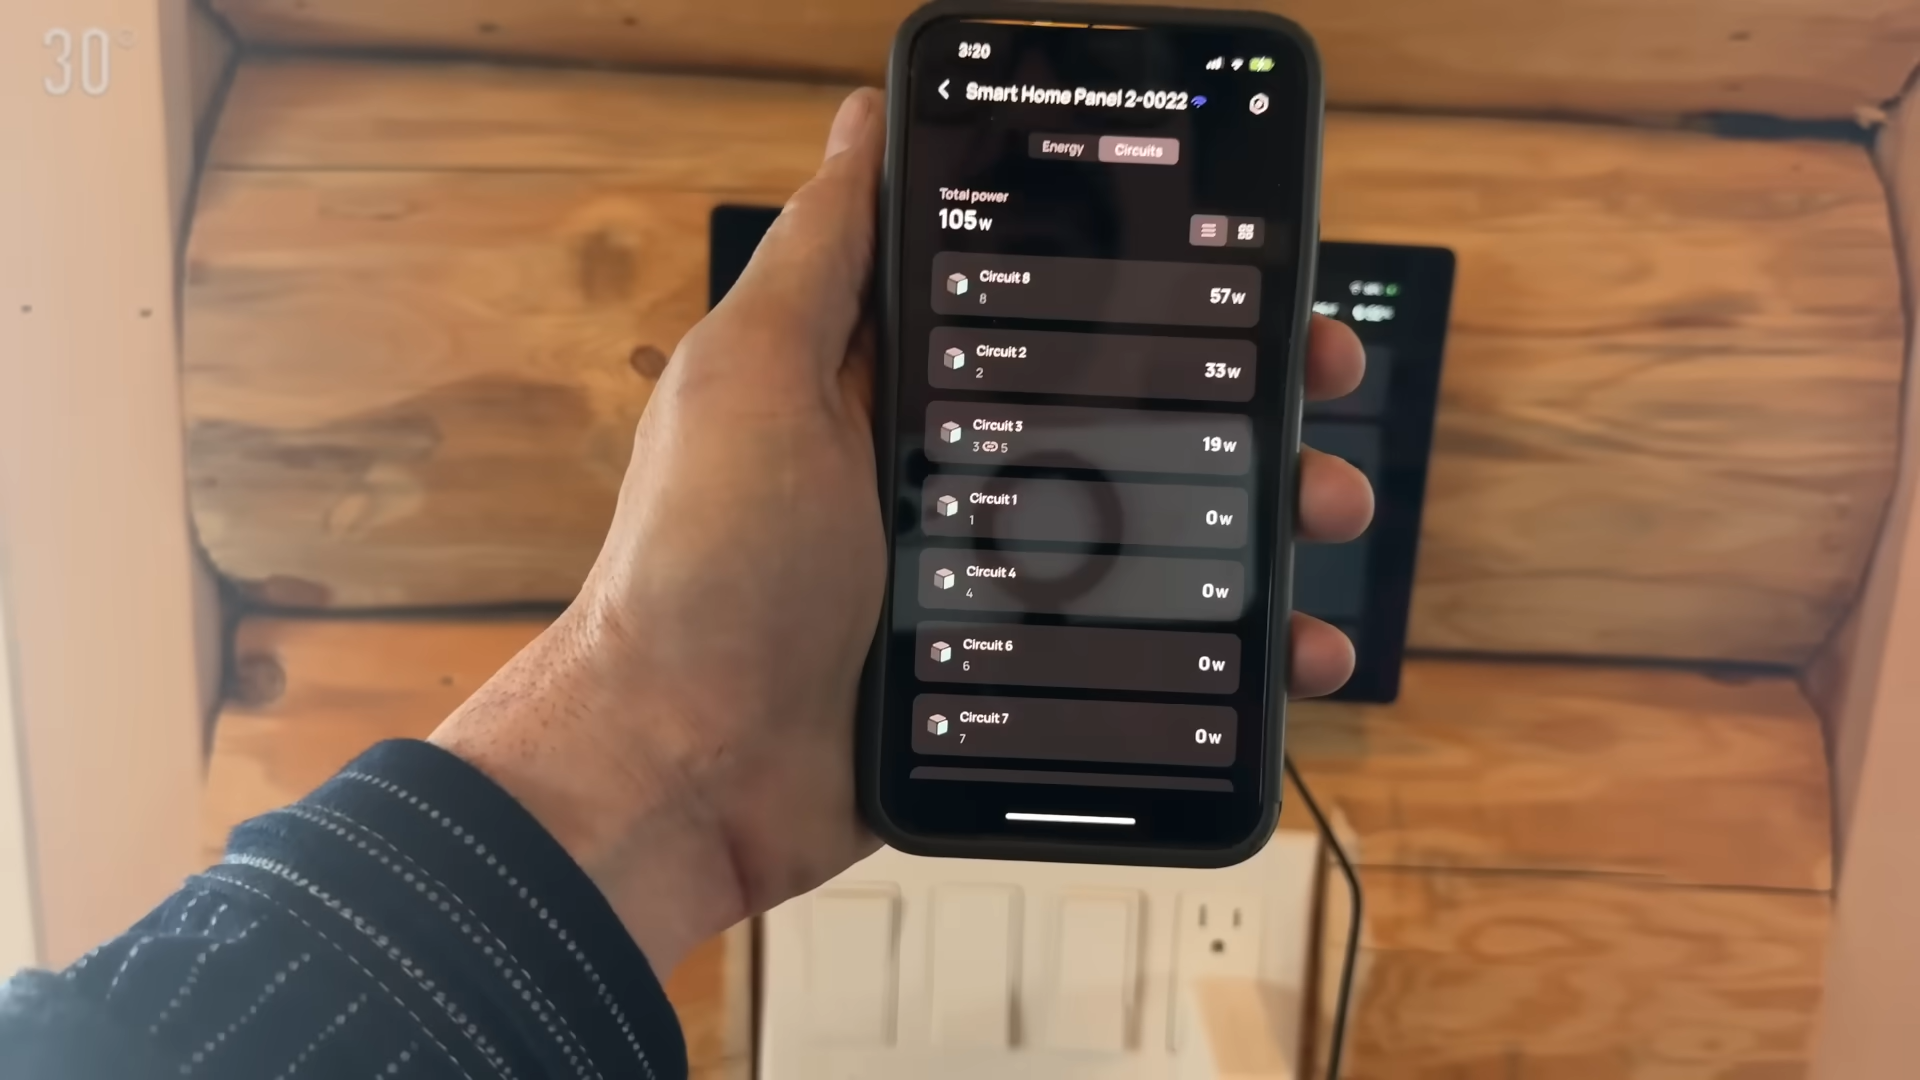 30°
3:20
Smart Home Panel 2-0022
Energy Circuits
Total power
105w
Circuit 8
8
57w
Circuit 2
2
33w
Circuit 3
3 5
19w
Circuit 1
1
0w
Circuit 4
4
0w
Circuit 6
6
0w
Circuit 7
7
0w